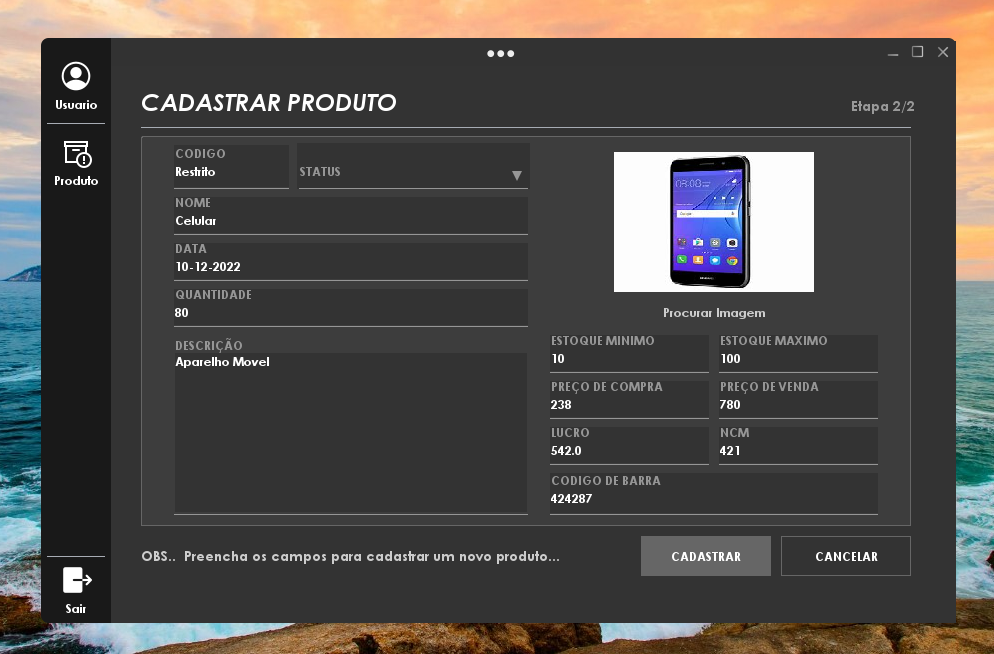 Usuario
Produto
Sair
CADASTRAR PRODUTO
Etapa 2/2
CODIGO
Restrito
STATUS
NOME
Celular
DATA
10-12-2022
QUANTIDADE
80
DESCRIÇÃO
Aparelho Movel
Google
HUAWEI
Procurar Imagem
ESTOQUE MINIMO
10
ESTOQUE MAXIMO
100
PREÇO DE COMPRA
238
PREÇO DE VENDA
780
LUCRO
542.0
NCM
421
CODIGO DE BARRA
424287
OBS.. Preencha os campos para cadastrar um novo produto...
CADASTRAR
CANCELAR